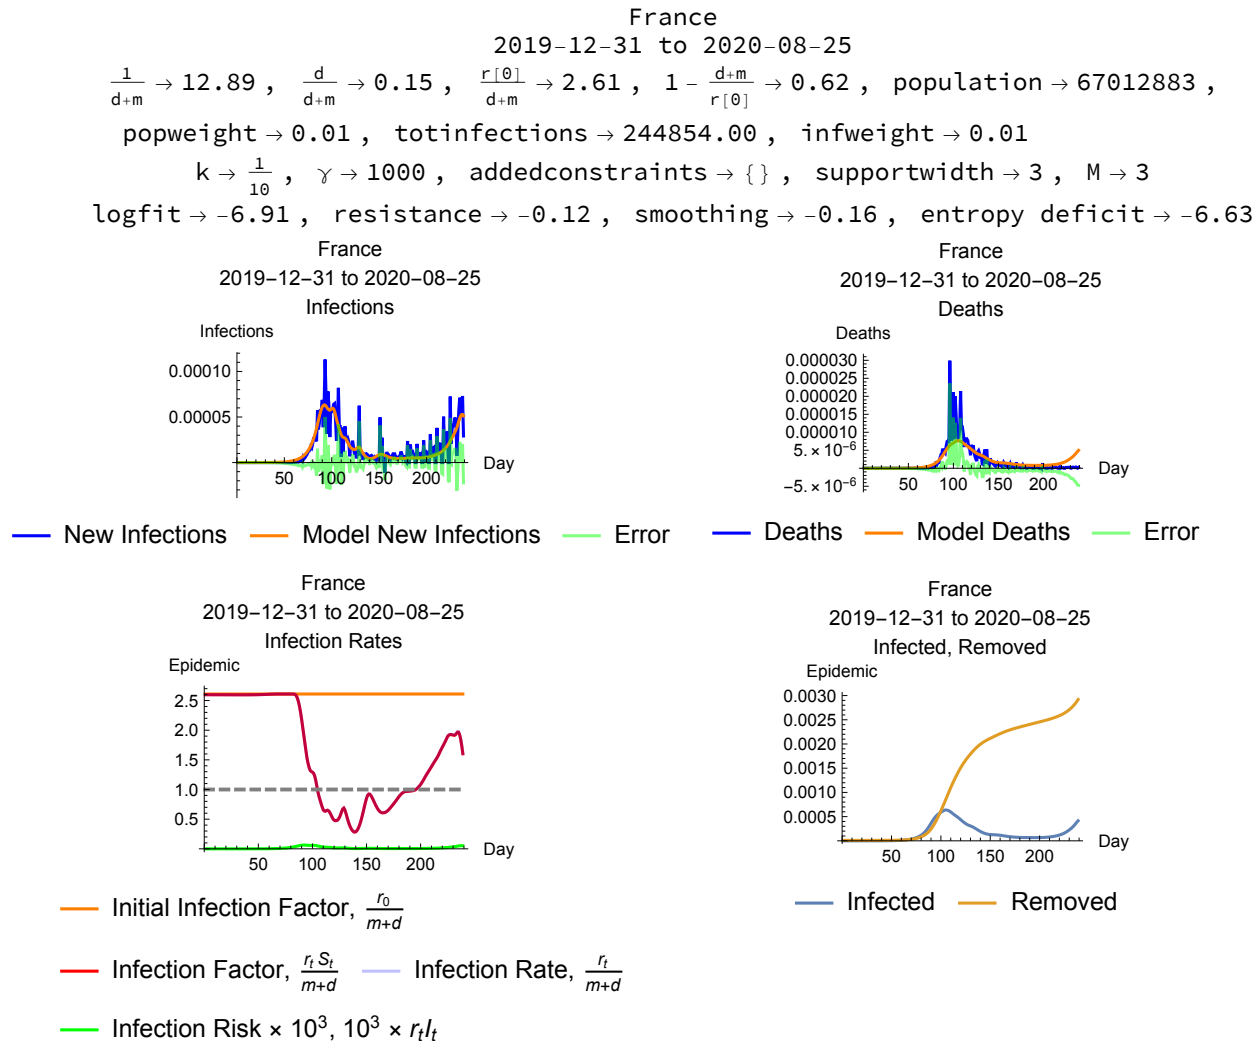 France
2019-12-31 to 2020-08-25
1/(d+m) → 12.89 , d/(d+m) → 0.15 , r[0]/(d+m) → 2.61 , 1 - (d+m)/r[0] → 0.62 , population → 67012883 ,
popweight → 0.01 , totinfections → 244854.00 , infweight → 0.01
k → 1/10 , γ → 1000 , addedconstraints → {} , supportwidth → 3 , M → 3
logfit → -6.91 , resistance → -0.12 , smoothing → -0.16 , entropy deficit → -6.63
France
2019-12-31 to 2020-08-25
Infections
Infections
0.00010
0.00005
50 100 150 200
Day
New Infections Model New Infections Error
France
2019-12-31 to 2020-08-25
Deaths
Deaths
0.000030
0.000025
0.000020
0.000015
0.000010
5.×10⁻⁶
-5.×10⁻⁶
50 100 150 200
Day
Deaths Model Deaths Error
France
2019-12-31 to 2020-08-25
Infection Rates
Epidemic
2.5
2.0
1.5
1.0
0.5
50 100 150 200
Day
Initial Infection Factor, r₀/(m+d)
Infection Factor, rₜSₜ/(m+d) Infection Rate, rₜ/(m+d)
Infection Risk × 10³, 10³ × rₜIₜ
France
2019-12-31 to 2020-08-25
Infected, Removed
Epidemic
0.0030
0.0025
0.0020
0.0015
0.0010
0.0005
50 100 150 200
Day
Infected Removed